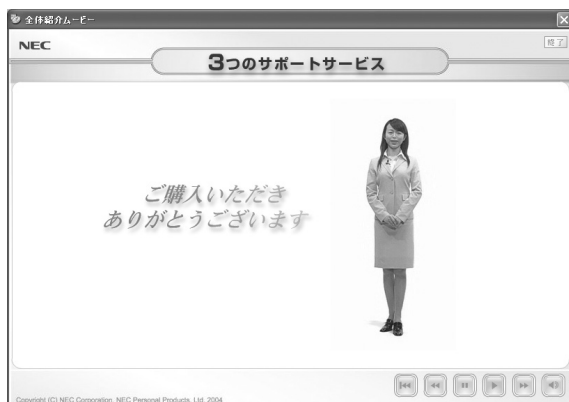 全体紹介ムービー
NEC
終了
3つのサポートサービス
ご購入いただき
ありがとうございます
Copyright (C) NEC Corporation, NEC Personal Products, Ltd. 2004